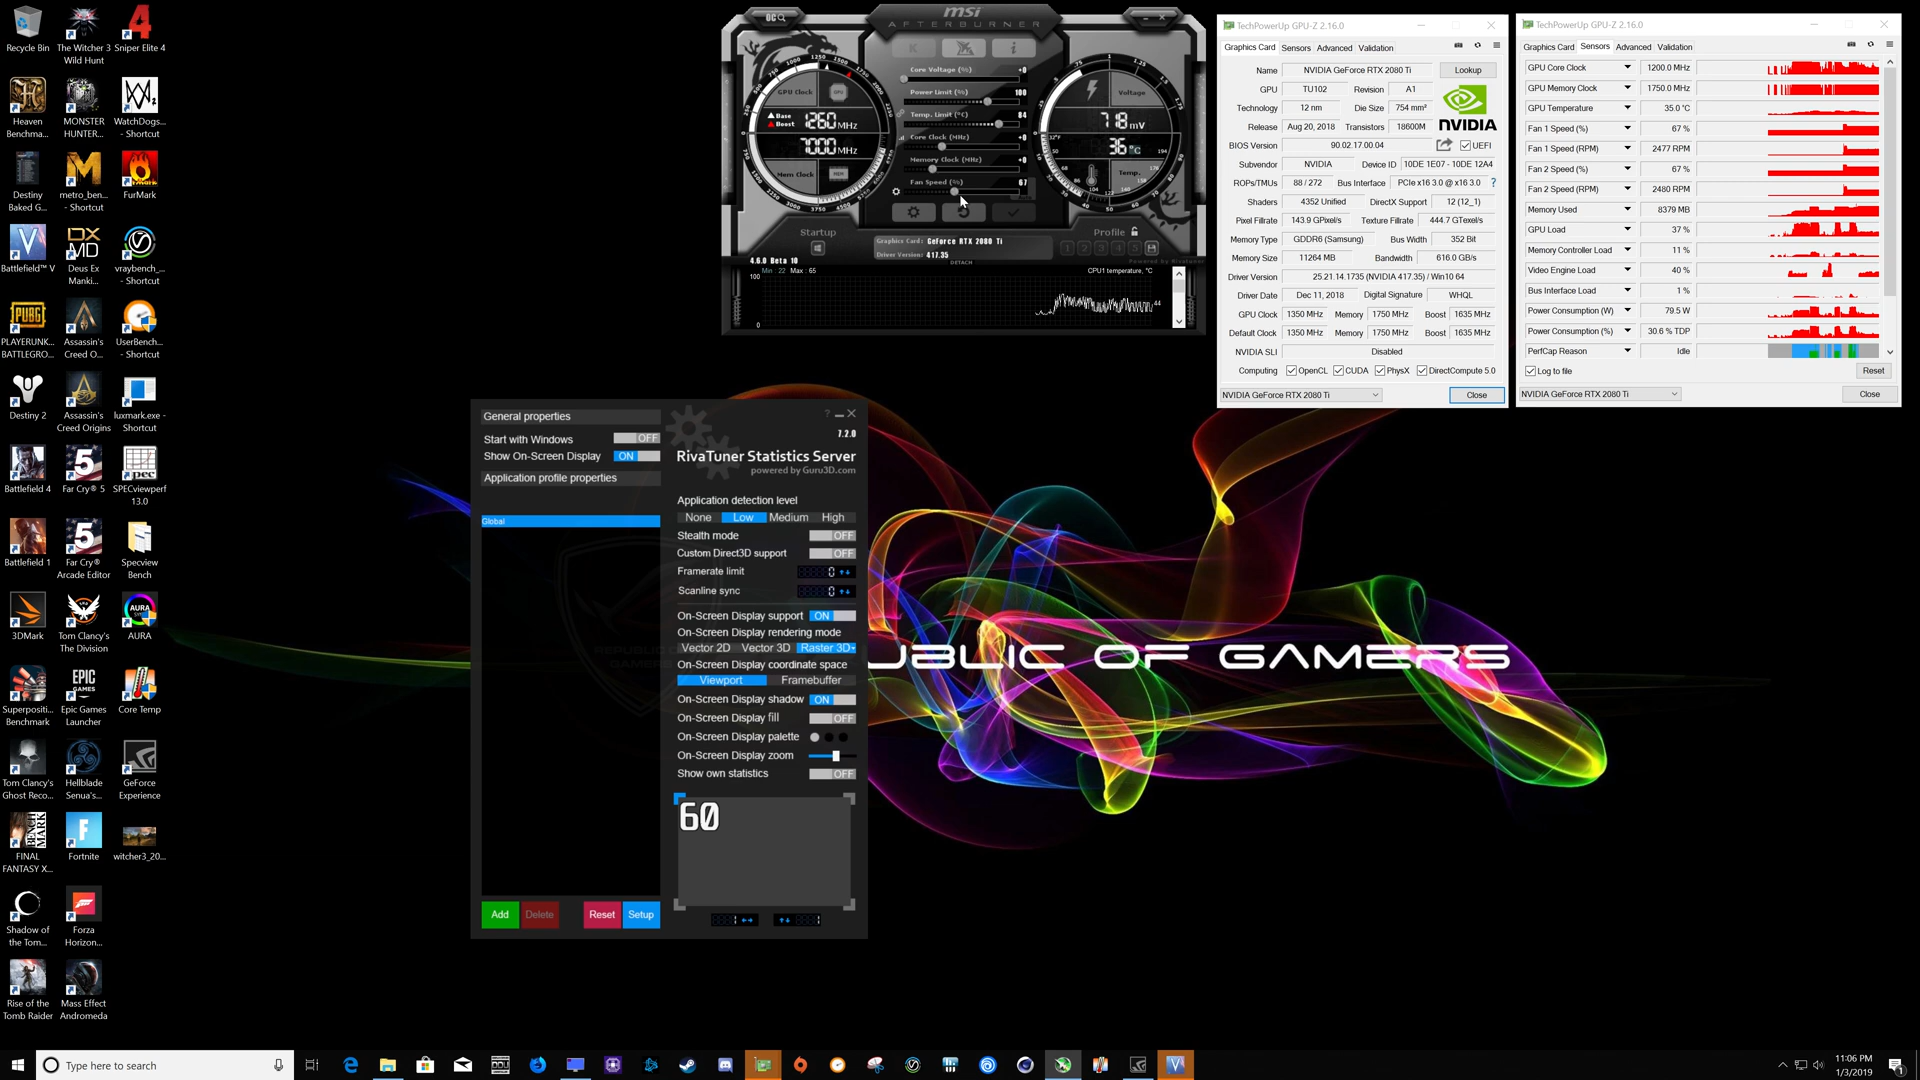 Recycle Bin
The Witcher 3
Wild Hunt
Sniper Elite 4
Heaven
Benchma...
MONSTER
HUNTER...
WatchDogs...
- Shortcut
Destiny
Baked G...
metro_ben...
- Shortcut
FurMark
Battlefield™ V
Deus Ex
Manki...
vraybench_...
- Shortcut
PLAYERUNK...
BATTLEGRO...
Assassin's
Creed O...
UserBench...
- Shortcut
Destiny 2
Assassin's
Creed Origins
luxmark.exe -
Shortcut
Battlefield 4
Far Cry® 5
SPECviewperf
13.0
Battlefield 1
Far Cry®
Arcade Editor
Specview
Bench
3DMark
Tom Clancy's
The Division
AURA
Superpositi...
Benchmark
Epic Games
Launcher
Core Temp
Tom Clancy's
Ghost Reco...
Hellblade
Senua's...
GeForce
Experience
FINAL
FANTASY X...
Fortnite
witcher3_20...
Shadow of
the Tom...
Forza
Horizon...
Rise of the
Tomb Raider
Mass Effect
Andromeda
OC
msi
AFTERBURNER
K
i
GPU Clock
GPU
Base
Boost
1260 MHz
7000 MHz
Mem Clock
MEM
Core Voltage (%) +0
Power Limit (%) 100
Temp. Limit (°C) 84
Core Clock (MHz) +0
Memory Clock (MHz) +0
Fan Speed (%) 67
Voltage
718 mV
36 °C
Temp.
Startup
Profile
1 2 3 4 5
Graphics Card: GeForce RTX 2080 Ti
Driver Version: 417.35
4.6.0 Beta 10
DETACH
Powered by Rivatuner
Min : 22 Max : 65
CPU1 temperature, °C
100
44
0
TechPowerUp GPU-Z 2.16.0
Graphics Card Sensors Advanced Validation
Name NVIDIA GeForce RTX 2080 Ti Lookup
GPU TU102 Revision A1
Technology 12 nm Die Size 754 mm²
NVIDIA
Release Aug 20, 2018 Transistors 18600M
BIOS Version 90.02.17.00.04 UEFI
Subvendor NVIDIA Device ID 10DE 1E07 - 10DE 12A4
ROPs/TMUs 88 / 272 Bus Interface PCIe x16 3.0 @ x16 3.0 ?
Shaders 4352 Unified DirectX Support 12 (12_1)
Pixel Fillrate 143.9 GPixel/s Texture Fillrate 444.7 GTexel/s
Memory Type GDDR6 (Samsung) Bus Width 352 Bit
Memory Size 11264 MB Bandwidth 616.0 GB/s
Driver Version 25.21.14.1735 (NVIDIA 417.35) / Win10 64
Driver Date Dec 11, 2018 Digital Signature WHQL
GPU Clock 1350 MHz Memory 1750 MHz Boost 1635 MHz
Default Clock 1350 MHz Memory 1750 MHz Boost 1635 MHz
NVIDIA SLI Disabled
Computing OpenCL CUDA PhysX DirectCompute 5.0
NVIDIA GeForce RTX 2080 Ti Close
TechPowerUp GPU-Z 2.16.0
Graphics Card Sensors Advanced Validation
GPU Core Clock 1200.0 MHz
GPU Memory Clock 1750.0 MHz
GPU Temperature 35.0 °C
Fan 1 Speed (%) 67 %
Fan 1 Speed (RPM) 2477 RPM
Fan 2 Speed (%) 67 %
Fan 2 Speed (RPM) 2480 RPM
Memory Used 8379 MB
GPU Load 37 %
Memory Controller Load 11 %
Video Engine Load 40 %
Bus Interface Load 1 %
Power Consumption (W) 79.5 W
Power Consumption (%) 30.6 % TDP
PerfCap Reason Idle
Log to file Reset
NVIDIA GeForce RTX 2080 Ti Close
General properties
Start with Windows OFF
Show On-Screen Display ON
Application profile properties
Global
Add Delete Reset Setup
?
7.2.0
RivaTuner Statistics Server
powered by Guru3D.com
Application detection level
None Low Medium High
Stealth mode OFF
Custom Direct3D support OFF
Framerate limit 0
Scanline sync 0
On-Screen Display support ON
On-Screen Display rendering mode
Vector 2D Vector 3D Raster 3D
On-Screen Display coordinate space
Viewport Framebuffer
On-Screen Display shadow ON
On-Screen Display fill OFF
On-Screen Display palette
On-Screen Display zoom
Show own statistics OFF
60
1 1
UBLIC OF GAMERS
Type here to search
11:06 PM
1/3/2019